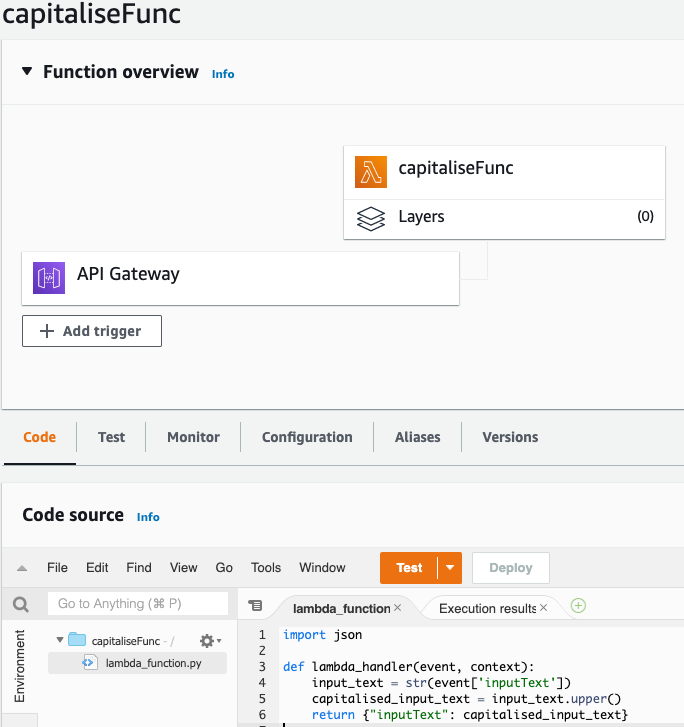 capitaliseFunc
Function overview Info
capitaliseFunc
Layers (0)
API Gateway
+ Add trigger
Code Test Monitor Configuration Aliases Versions
Code source Info
File Edit Find View Go Tools Window Test Deploy
Go to Anything (⌘ P)
lambda_function × Execution results ×
Environment
capitaliseFunc - /
lambda_function.py
1 import json
2
3 def lambda_handler(event, context):
4     input_text = str(event['inputText'])
5     capitalised_input_text = input_text.upper()
6     return {"inputText": capitalised_input_text}